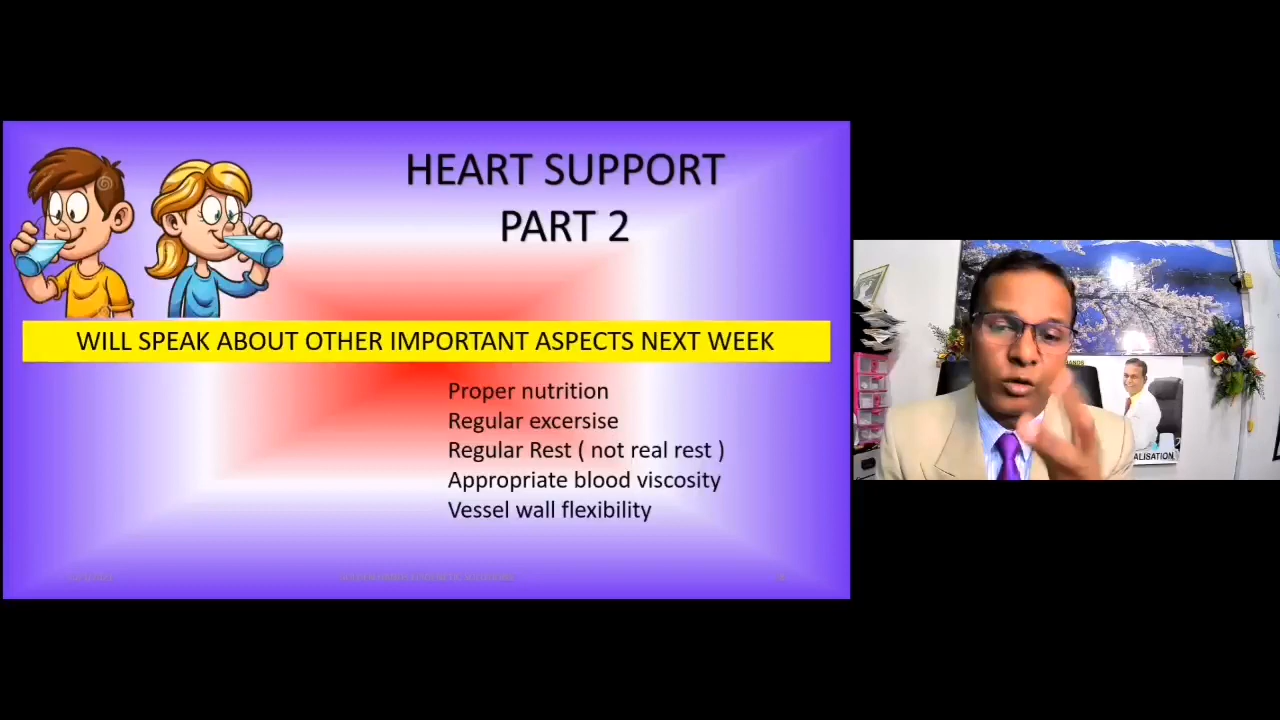 HEART SUPPORT
PART 2
WILL SPEAK ABOUT OTHER IMPORTANT ASPECTS NEXT WEEK
Proper nutrition
Regular excersise
Regular Rest ( not real rest )
Appropriate blood viscosity
Vessel wall flexibility
HANDS
ALISATION